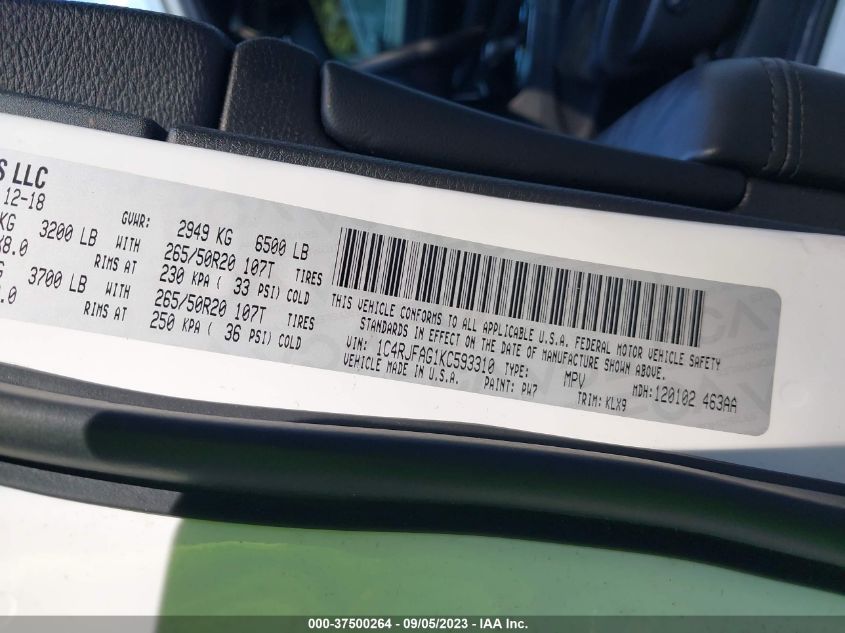 S LLC
12-18
GVWR: 2949 KG 6500 LB
KG 3200 LB WITH 265/50R20 107T TIRES
X8.0 RIMS AT 230 KPA ( 33 PSI) COLD
G 3700 LB WITH 265/50R20 107T TIRES
.0 RIMS AT 250 KPA ( 36 PSI) COLD
THIS VEHICLE CONFORMS TO ALL APPLICABLE U.S.A. FEDERAL MOTOR VEHICLE SAFETY
STANDARDS IN EFFECT ON THE DATE OF MANUFACTURE SHOWN ABOVE.
VIN: 1C4RJFAG1KC593310 TYPE: MPV MDH:120102 463AA
VEHICLE MADE IN U.S.A. PAINT: PW7 TRIM: KLX9
000-37500264 - 09/05/2023 - IAA Inc.